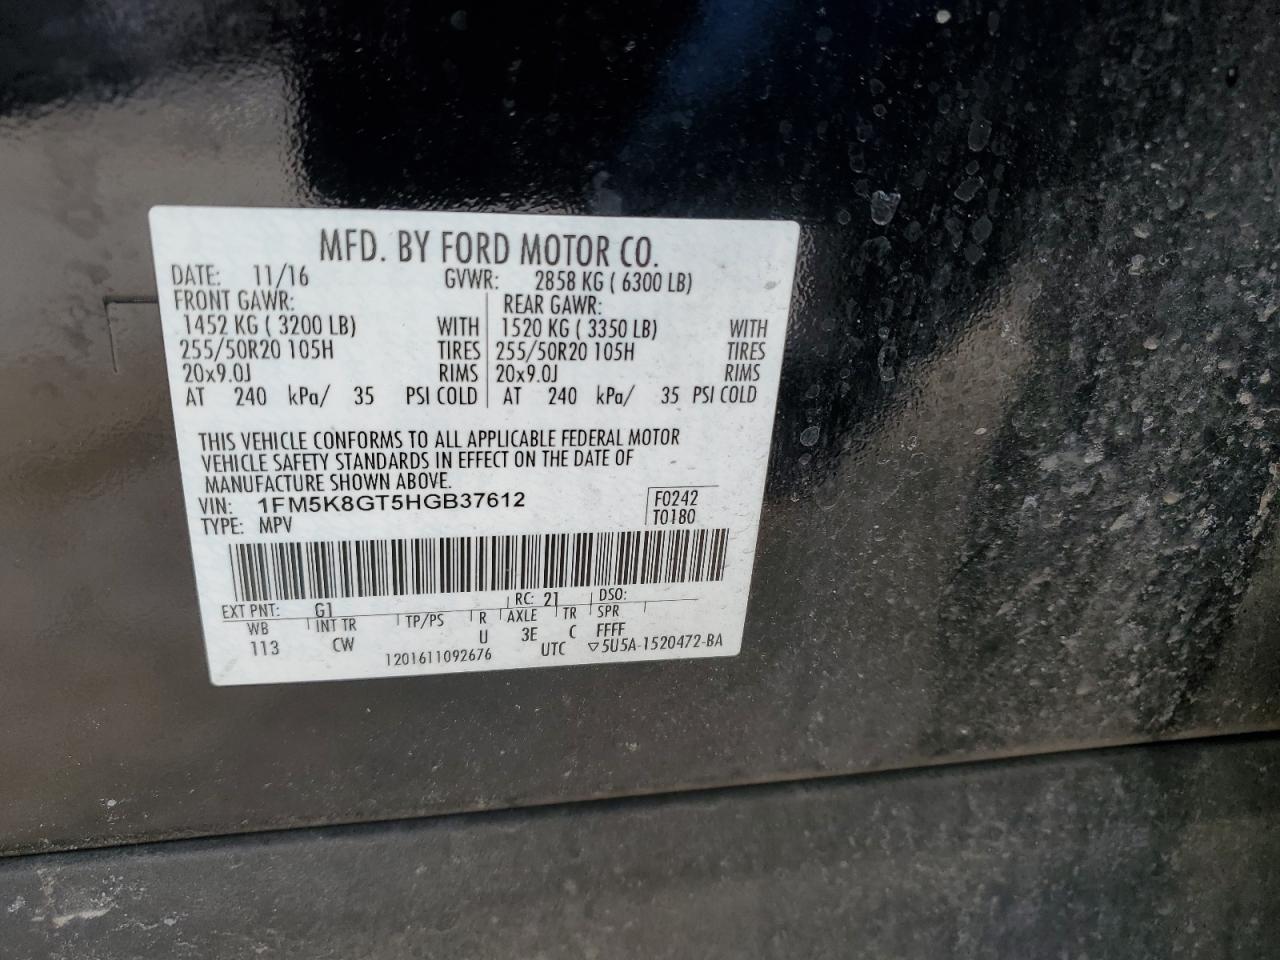 MFD. BY FORD MOTOR CO.
DATE: 11/16 GVWR: 2858 KG ( 6300 LB)
FRONT GAWR: REAR GAWR:
1452 KG ( 3200 LB) WITH 1520 KG ( 3350 LB) WITH
255/50R20 105H TIRES 255/50R20 105H TIRES
20x9.0J RIMS 20x9.0J RIMS
AT 240 kPa/ 35 PSI COLD AT 240 kPa/ 35 PSI COLD
THIS VEHICLE CONFORMS TO ALL APPLICABLE FEDERAL MOTOR
VEHICLE SAFETY STANDARDS IN EFFECT ON THE DATE OF
MANUFACTURE SHOWN ABOVE.
VIN: 1FM5K8GT5HGB37612 F0242
TYPE: MPV T0180
EXT PNT: G1 RC: 21 DSO:
WB INT TR TP/PS R AXLE TR SPR
113 CW U 3E C FFFF
1201611092676 UTC ▽5U5A-1520472-BA